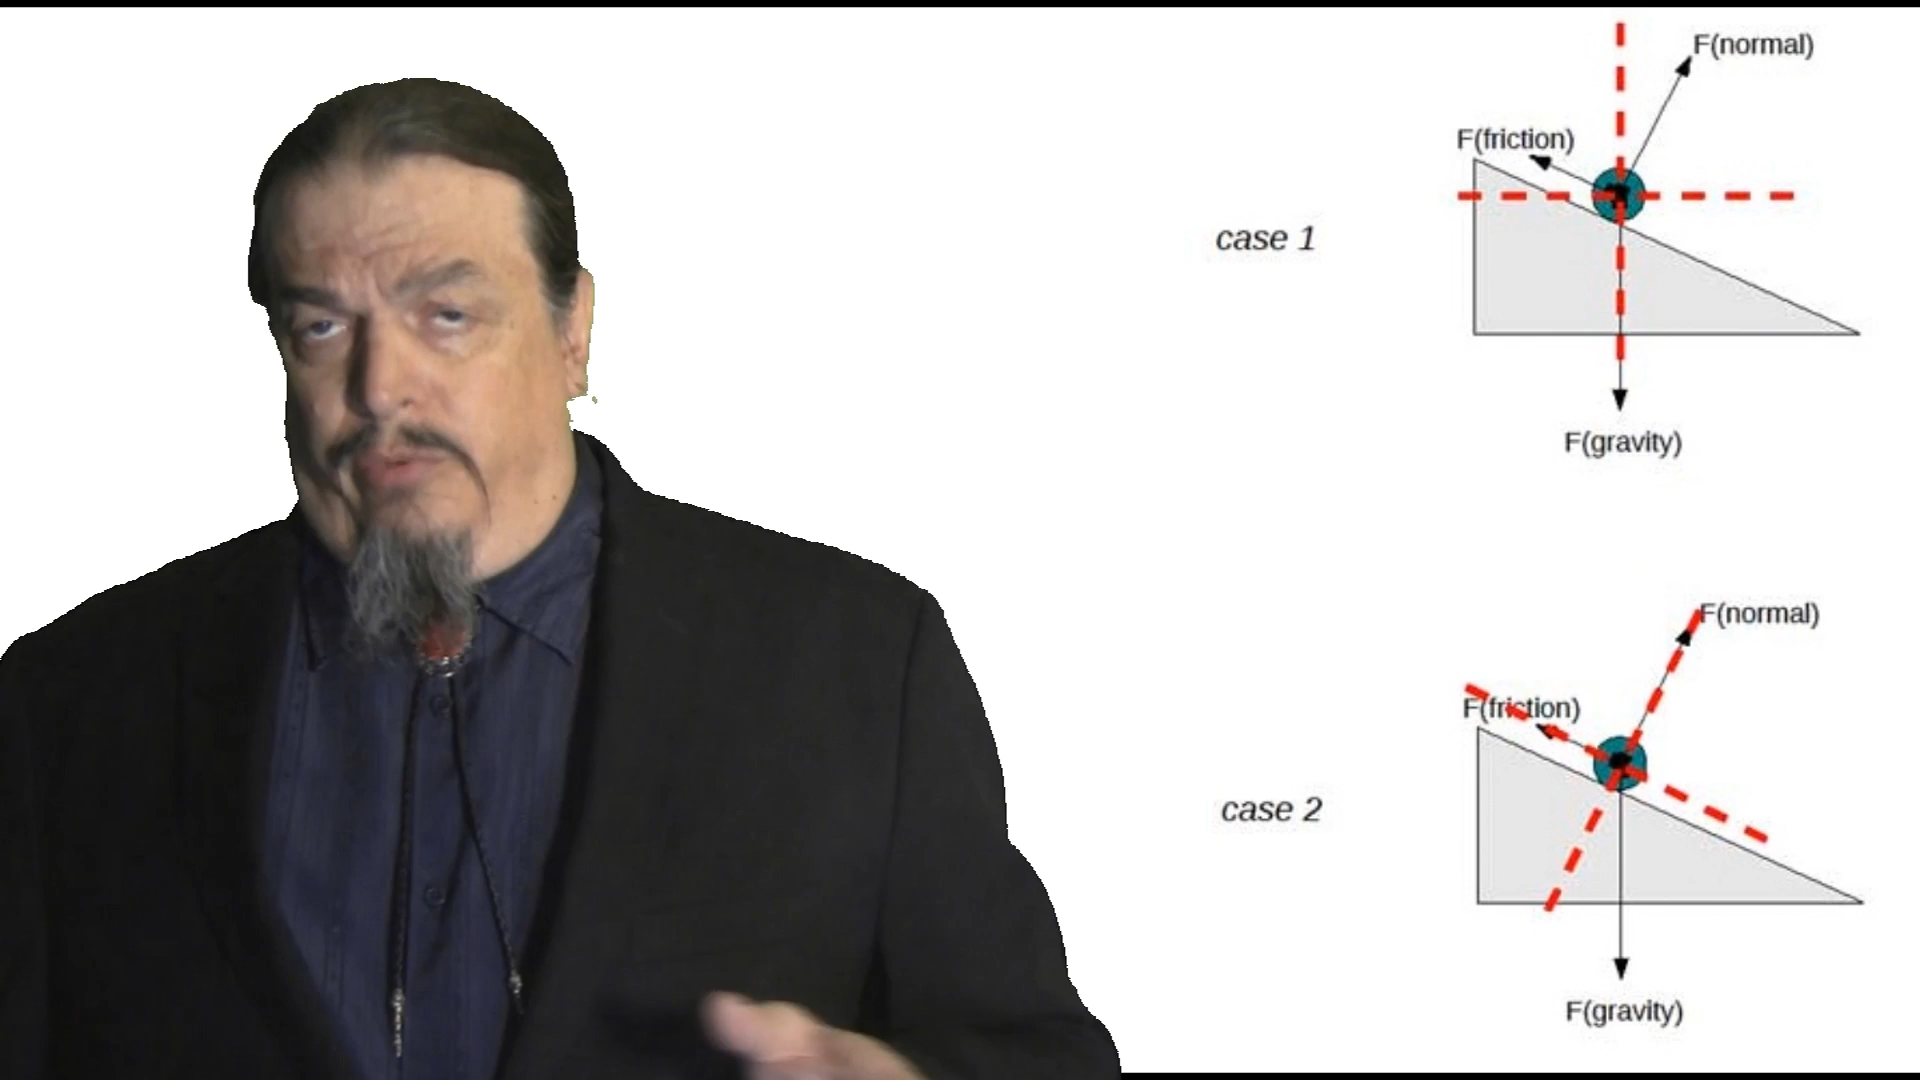 F(normal)
F(friction)
case 1
F(gravity)
F(normal)
F(friction)
case 2
F(gravity)